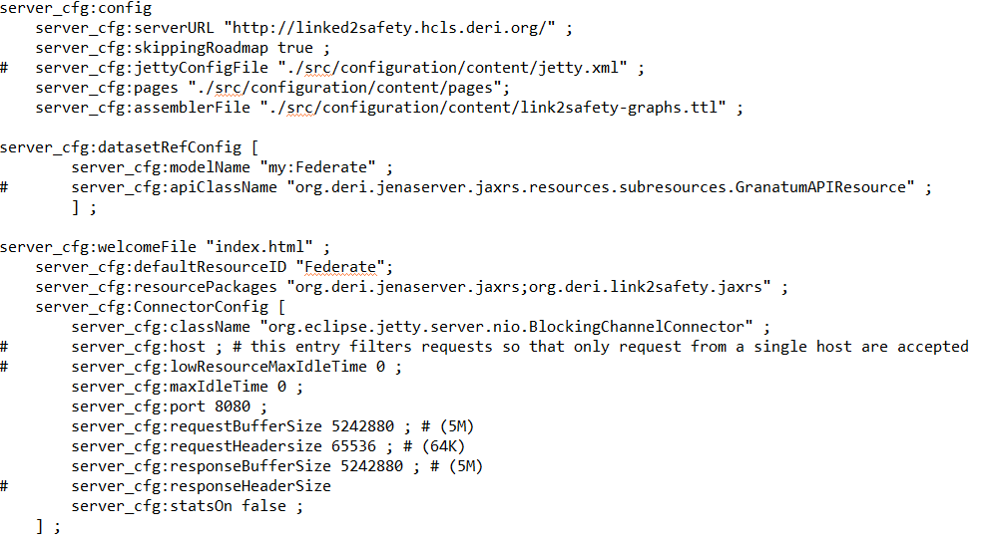 server_cfg:config
    server_cfg:serverURL "http://linked2safety.hcls.deri.org/" ;
    server_cfg:skippingRoadmap true ;
#   server_cfg:jettyConfigFile "./src/configuration/content/jetty.xml" ;
    server_cfg:pages "./src/configuration/content/pages";
    server_cfg:assemblerFile "./src/configuration/content/link2safety-graphs.ttl" ;

server_cfg:datasetRefConfig [
        server_cfg:modelName "my:Federate" ;
#       server_cfg:apiClassName "org.deri.jenaserver.jaxrs.resources.subresources.GranatumAPIResource" ;
        ] ;

server_cfg:welcomeFile "index.html" ;
    server_cfg:defaultResourceID "Federate";
    server_cfg:resourcePackages "org.deri.jenaserver.jaxrs;org.deri.link2safety.jaxrs" ;
    server_cfg:ConnectorConfig [
        server_cfg:className "org.eclipse.jetty.server.nio.BlockingChannelConnector" ;
#       server_cfg:host ; # this entry filters requests so that only request from a single host are accepted
#       server_cfg:lowResourceMaxIdleTime 0 ;
        server_cfg:maxIdleTime 0 ;
        server_cfg:port 8080 ;
        server_cfg:requestBufferSize 5242880 ; # (5M)
        server_cfg:requestHeadersize 65536 ; # (64K)
        server_cfg:responseBufferSize 5242880 ; # (5M)
#       server_cfg:responseHeaderSize
        server_cfg:statsOn false ;
    ] ;